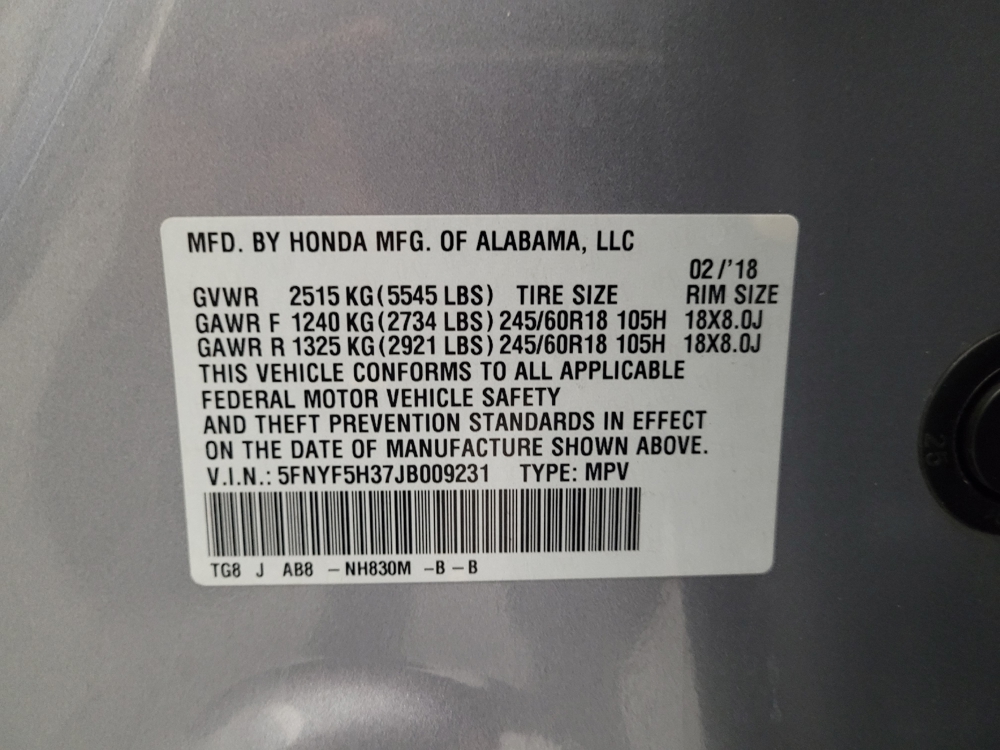 MFD. BY HONDA MFG. OF ALABAMA, LLC
02/'18
GVWR 2515 KG(5545 LBS) TIRE SIZE RIM SIZE
GAWR F 1240 KG(2734 LBS) 245/60R18 105H 18X8.0J
GAWR R 1325 KG(2921 LBS) 245/60R18 105H 18X8.0J
THIS VEHICLE CONFORMS TO ALL APPLICABLE
FEDERAL MOTOR VEHICLE SAFETY
AND THEFT PREVENTION STANDARDS IN EFFECT
ON THE DATE OF MANUFACTURE SHOWN ABOVE.
V.I.N.: 5FNYF5H37JB009231 TYPE: MPV
TG8 J AB8 - NH830M - B - B
25